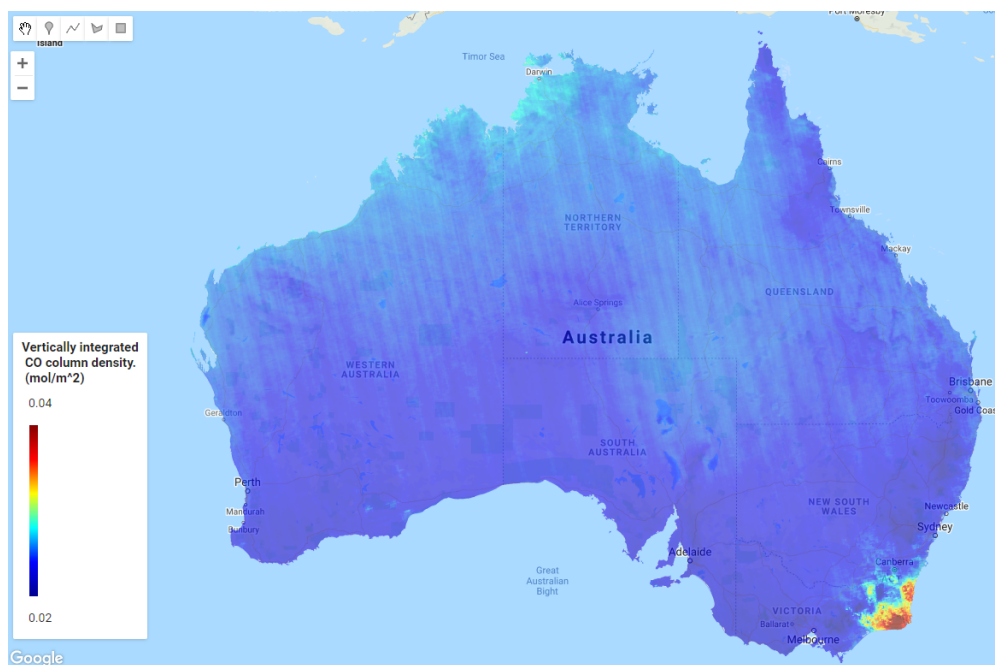 Port Moresby
Island
+
−
Timor Sea
Darwin
Cairns
Townsville
NORTHERN
TERRITORY
Mackay
QUEENSLAND
Alice Springs
Australia
WESTERN
AUSTRALIA
Brisbane
Toowoomba
Gold Coas
Geraldton
SOUTH
AUSTRALIA
Perth
Mandurah
Bunbury
NEW SOUTH
WALES
Newcastle
Sydney
Adelaide
Canberra
Great
Australian
Bight
VICTORIA
Ballarat
Melbourne
Vertically integrated
CO column density.
(mol/m^2)
0.04
0.02
Google